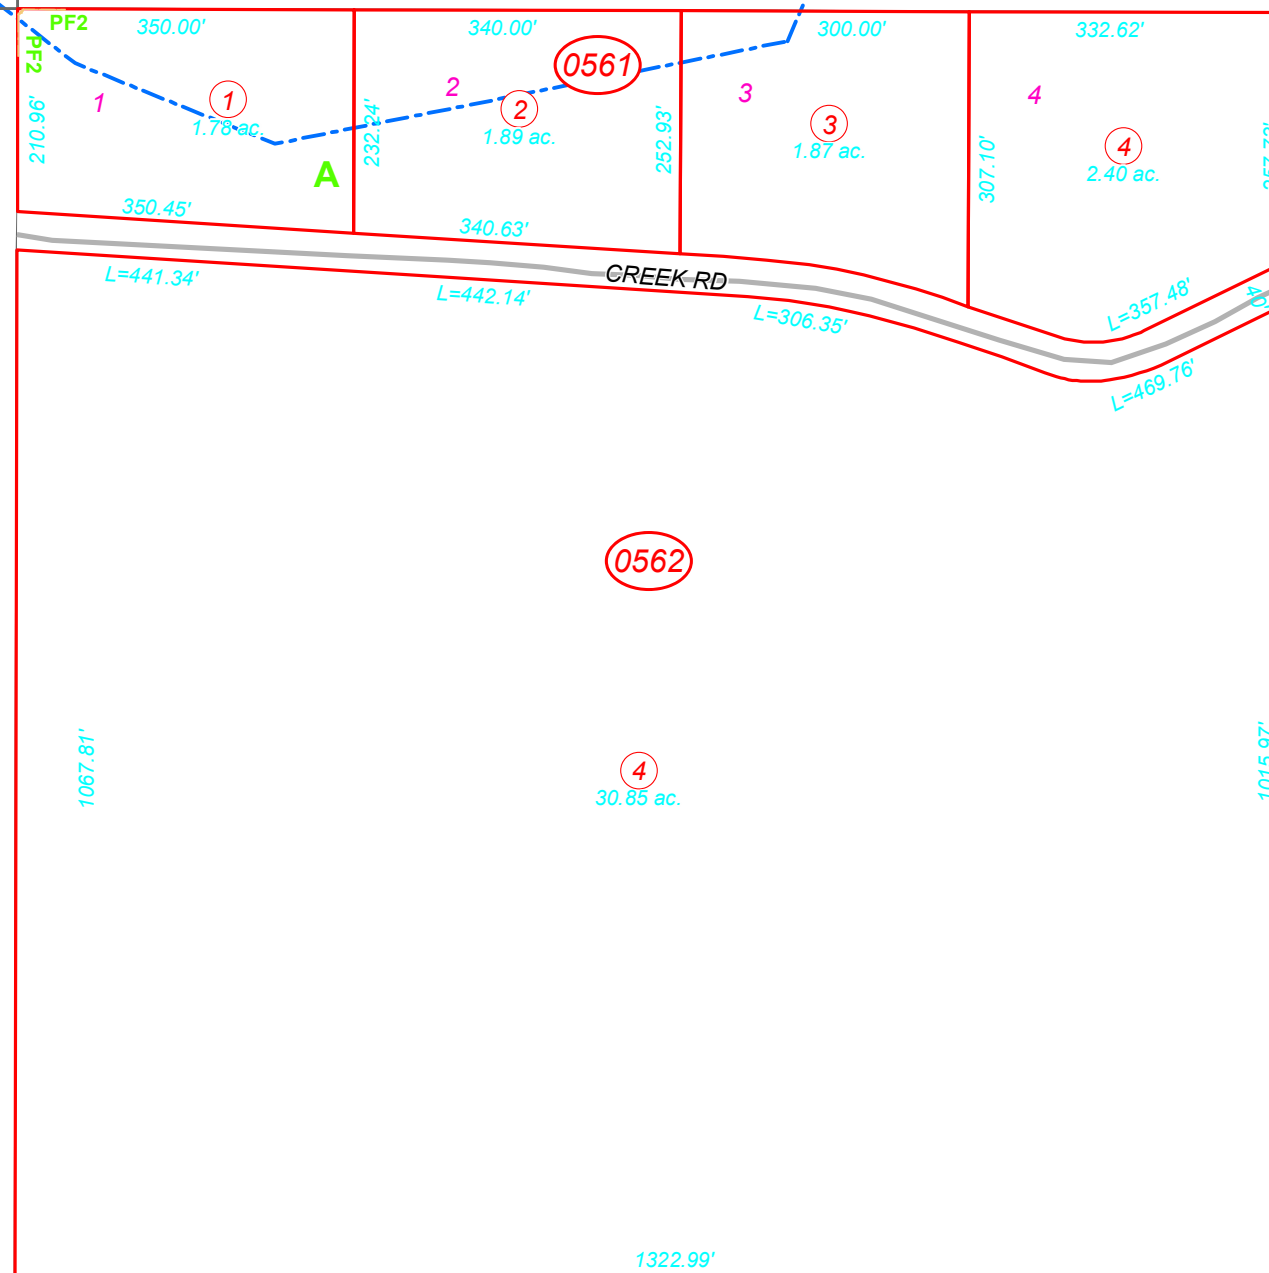 PF2
350.00'
340.00'
300.00'
332.62'
PF2
0561
1
1
1.78 ac.
2
2
1.89 ac.
3
3
1.87 ac.
4
4
2.40 ac.
210.96'
232.24'
252.93'
307.10'
A
350.45'
340.63'
L=441.34'
L=442.14'
CREEK RD
L=306.35'
L=357.48'
40'
L=469.76'
0562
1067.81'
4
30.85 ac.
1015.97'
1322.99'